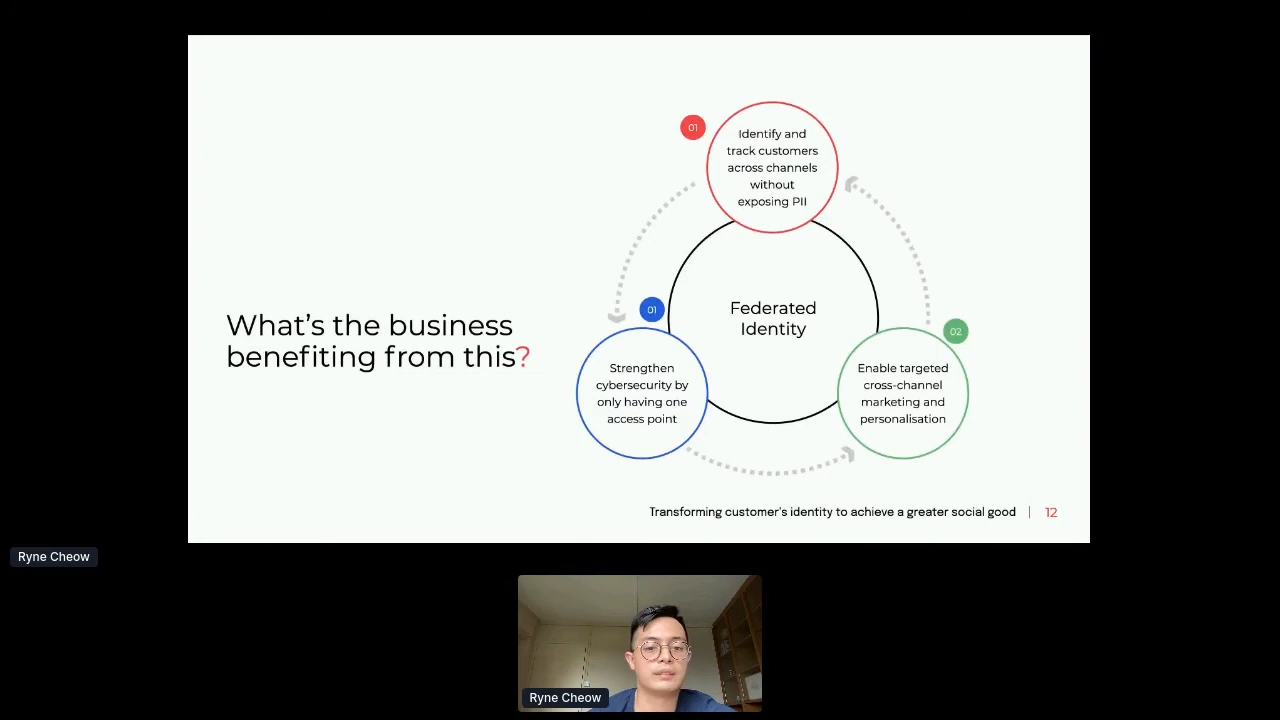 01
Identify and
track customers
across channels
without
exposing PII
Federated
Identity
01
Strengthen
cybersecurity by
only having one
access point
02
Enable targeted
cross-channel
marketing and
personalisation
What's the business
benefiting from this?
Transforming customer's identity to achieve a greater social good | 12
Ryne Cheow
Ryne Cheow